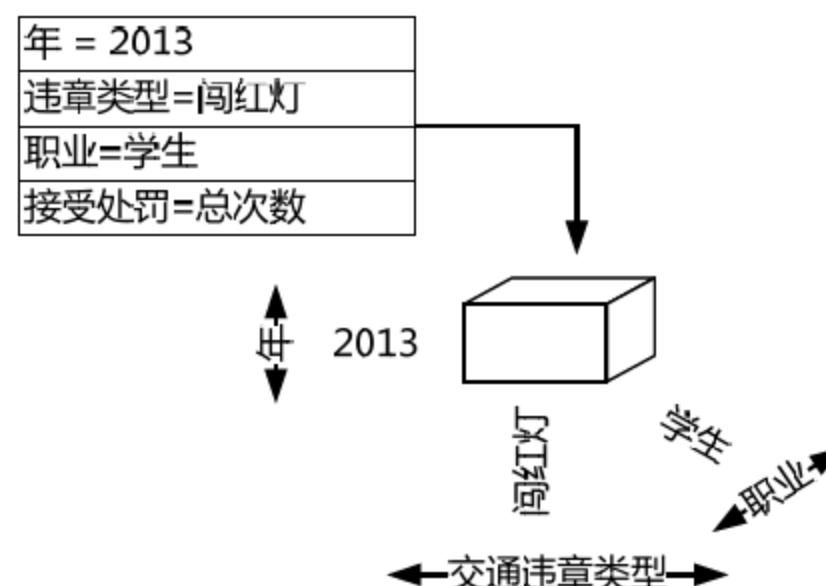 年 = 2013
违章类型=闯红灯
职业=学生
接受处罚=总次数
年
2013
闯红灯
学生
职业
交通违章类型